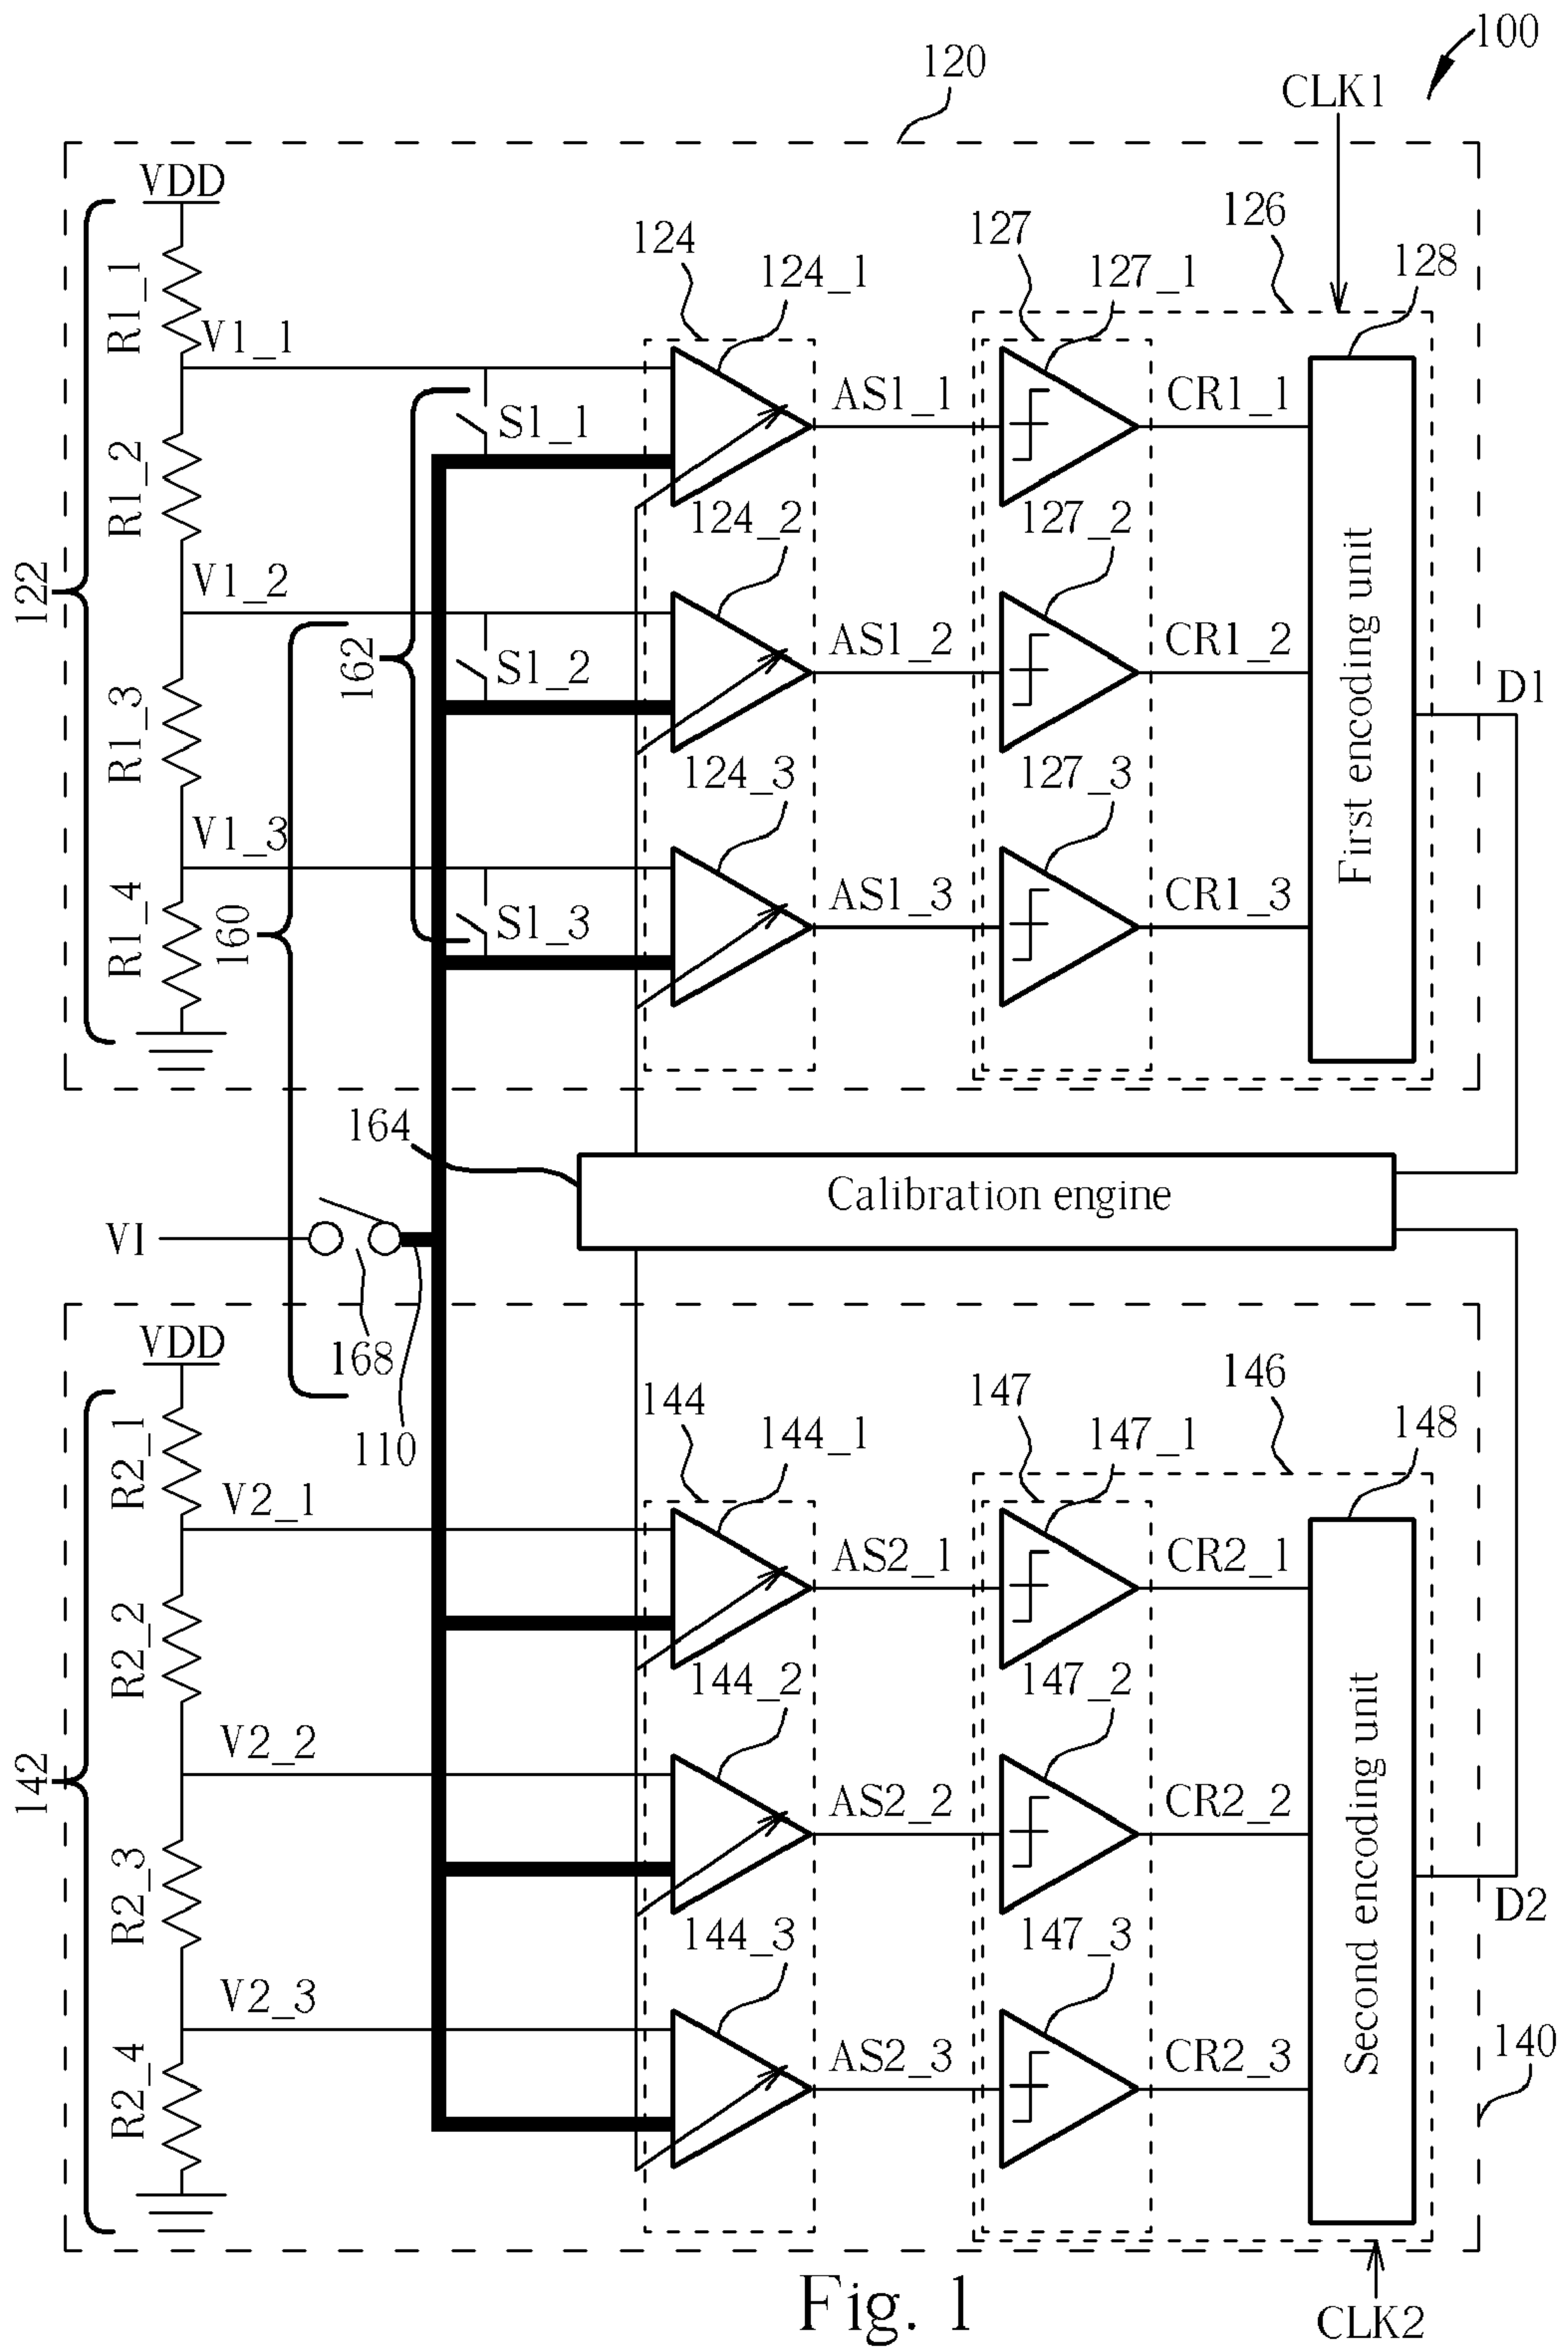 100
120
CLK1
VDD
126
124
127
124_1
127_1
128
R1_1
V1_1
AS1_1
CR1_1
S1_1
R1_2
124_2
127_2
First encoding unit
122
V1_2
162
S1_2
AS1_2
CR1_2
D1
R1_3
124_3
127_3
V1_3
160
R1_4
S1_3
AS1_3
CR1_3
164
Calibration engine
VI
168
110
VDD
146
144
147
144_1
147_1
148
R2_1
V2_1
AS2_1
CR2_1
R2_2
144_2
147_2
Second encoding unit
V2_2
142
AS2_2
CR2_2
R2_3
D2
144_3
147_3
V2_3
R2_4
AS2_3
CR2_3
140
Fig. 1
CLK2